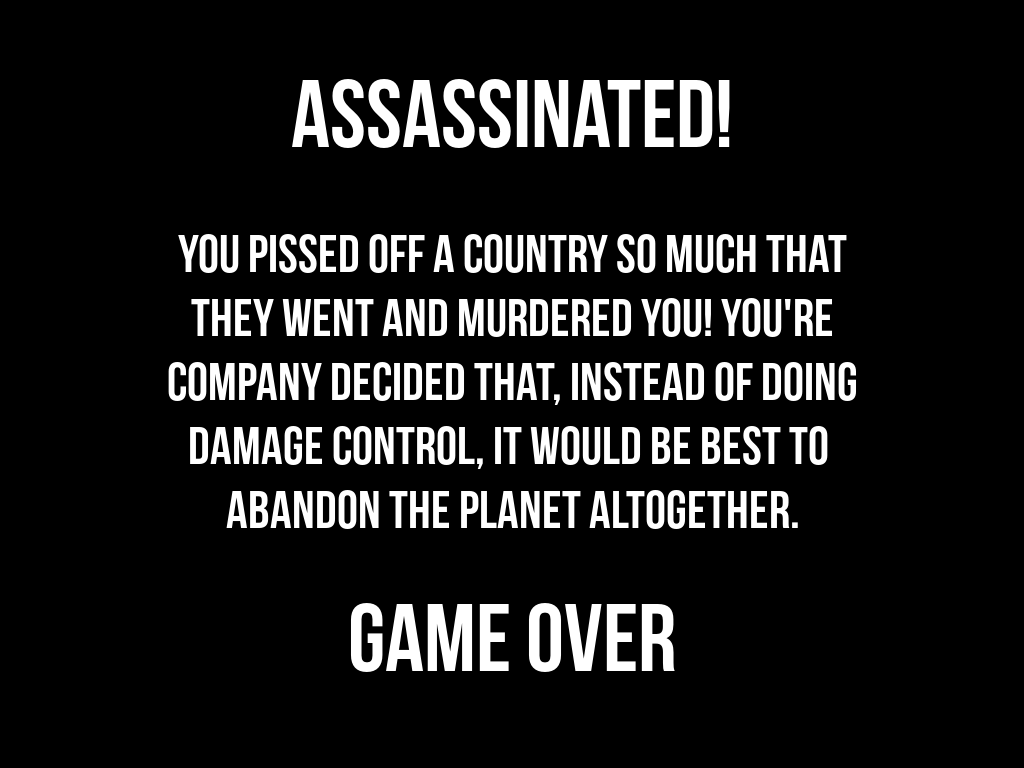 ASSASSINATED!
YOU PISSED OFF A COUNTRY SO MUCH THAT
THEY WENT AND MURDERED YOU! YOU'RE
COMPANY DECIDED THAT, INSTEAD OF DOING
DAMAGE CONTROL, IT WOULD BE BEST TO
ABANDON THE PLANET ALTOGETHER.
GAME OVER